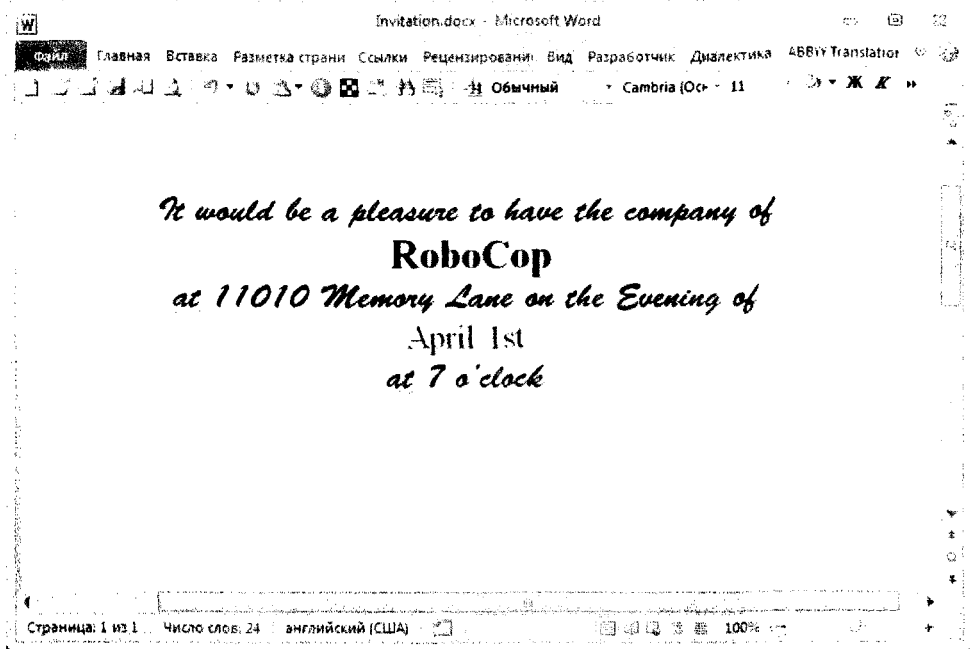 Invitation.docx - Microsoft Word
Файл Главная Вставка Разметка страни Ссылки Рецензировани Вид Разработчик Диалектика ABBYY Translator
Обычный Cambria (Осн 11 Ж К
It would be a pleasure to have the company of
RoboCop
at 11010 Memory Lane on the Evening of
April 1st
at 7 o'clock
Страница: 1 из 1 Число слов: 24 английский (США) 100%